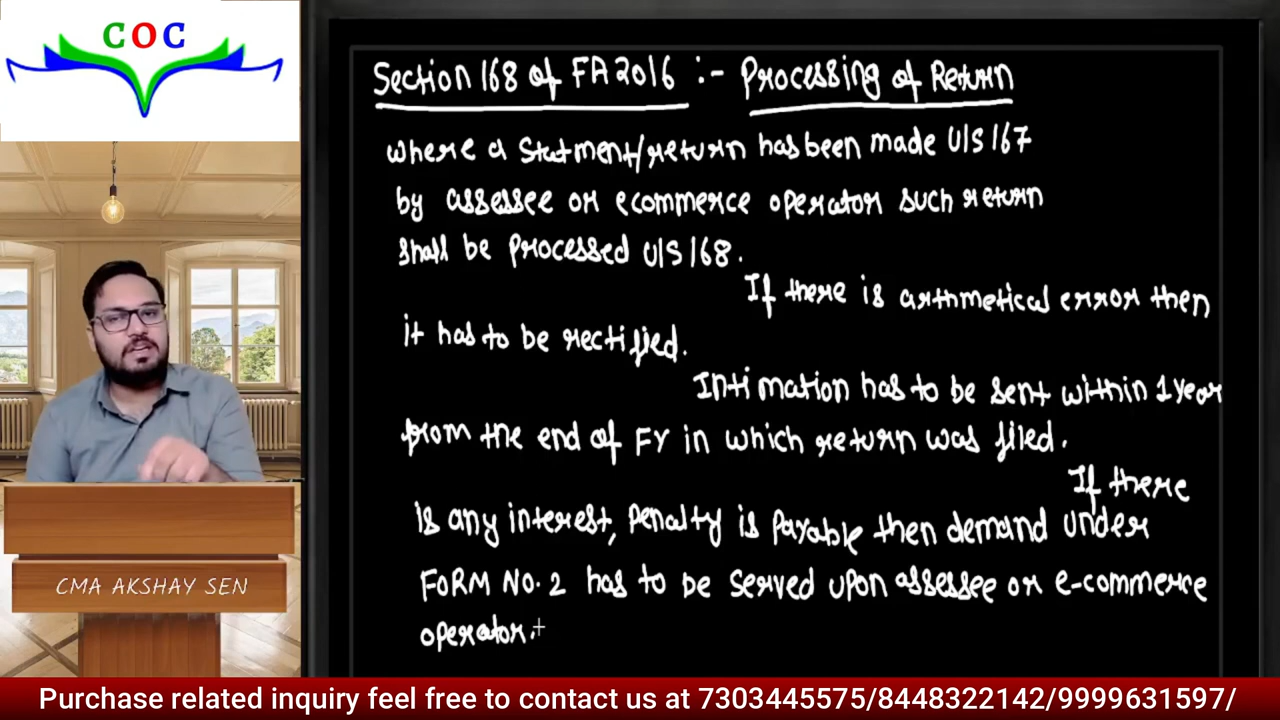 COC
Section 168 of FA 2016 :- Processing of Return
where a Statment/return has been made U/S 167
by assessee or ecommerce operator such return
shall be processed U/S 168.
If there is arthmetical error then
it has to be rectified.
Intimation has to be sent within 1 year
from the end of FY in which return was filed.
If there
is any interest, penalty is payable then demand under
FORM NO. 2 has to be served upon assessee or e-commerce
operator.
CMA AKSHAY SEN
Purchase related inquiry feel free to contact us at 7303445575/8448322142/9999631597/